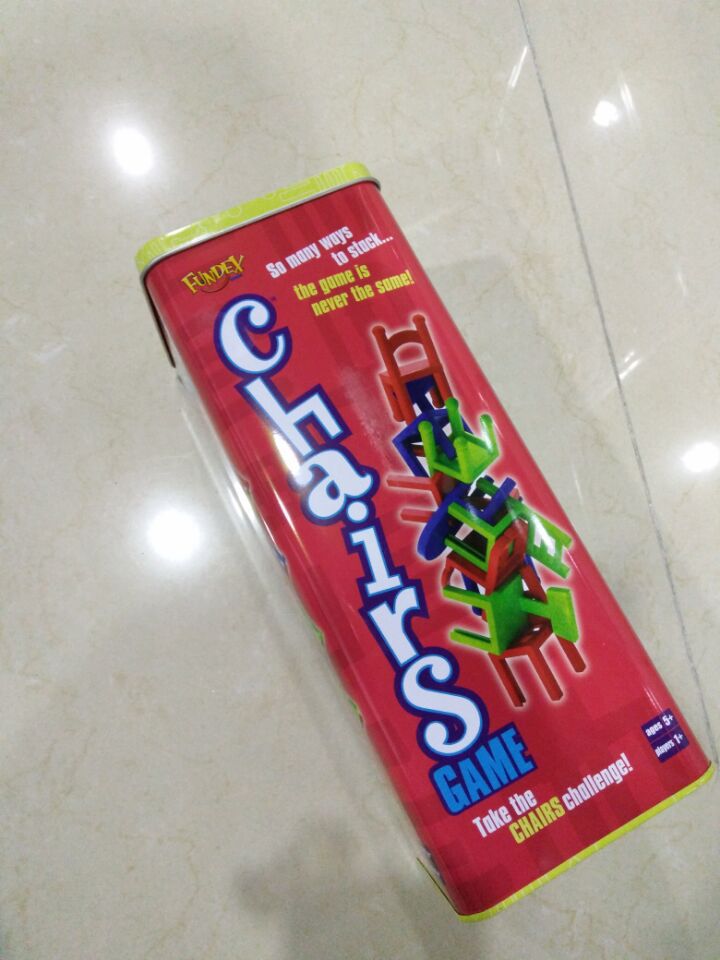 FUNDEX
So many ways
to stack...
the game is
never the same!
Chairs
GAME
ages 5+
players 1+
Take the
CHAIRS challenge!